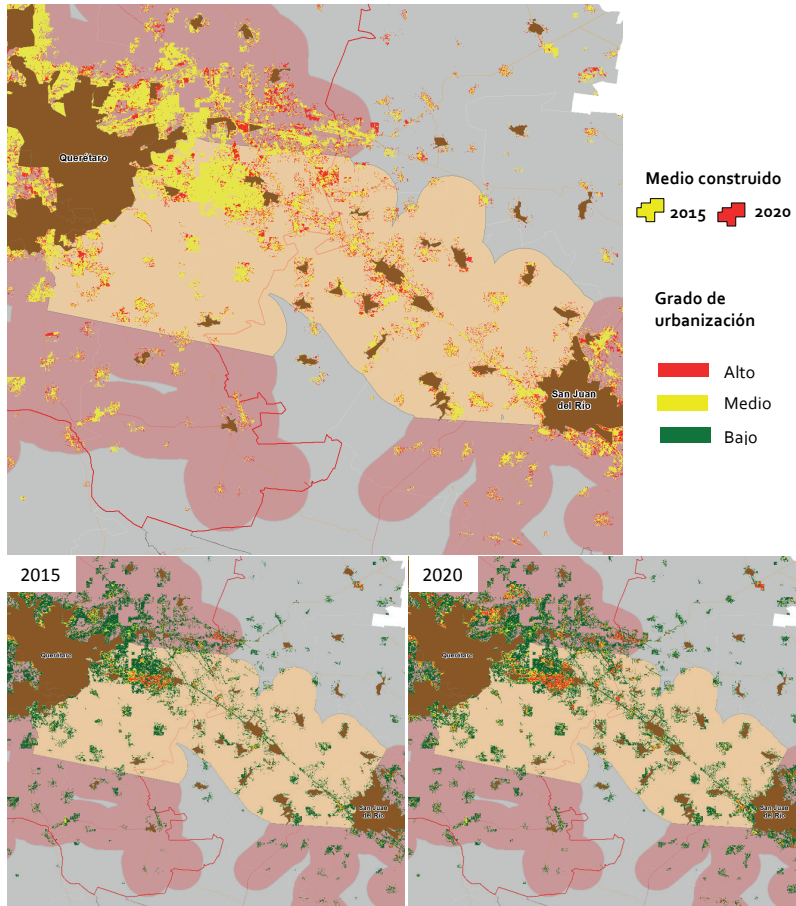 Querétaro
San Juan
del Río
Medio construido
2015 2020
Grado de
urbanización
Alto
Medio
Bajo
2015
Querétaro
San Juan
del Río
2020
Querétaro
San Juan
del Río